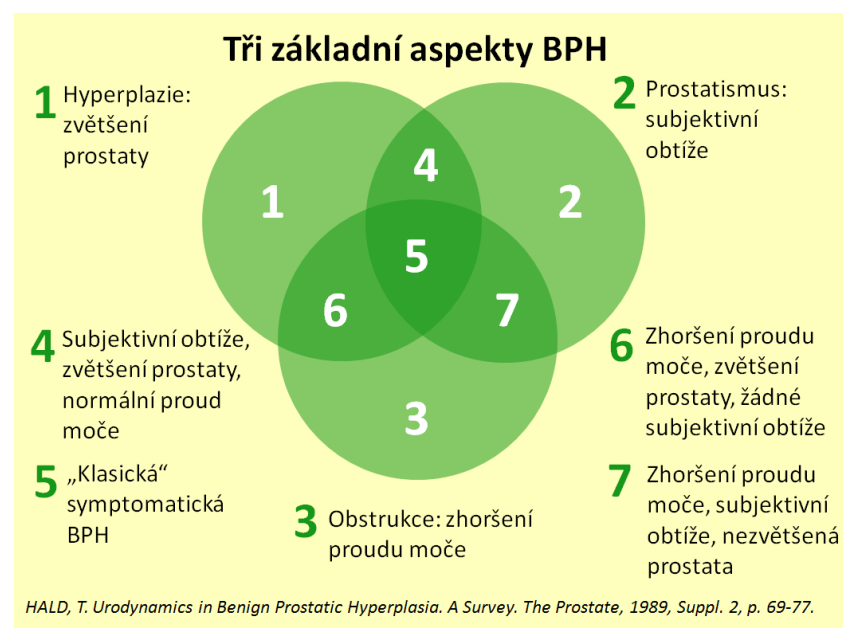 Tři základní aspekty BPH
1 Hyperplazie:
zvětšení
prostaty
2 Prostatismus:
subjektivní
obtíže
1
4
2
5
6
7
3
4 Subjektivní obtíže,
zvětšení prostaty,
normální proud
moče
6 Zhoršení proudu
moče, zvětšení
prostaty, žádné
subjektivní obtíže
5 „Klasická“
symptomatická
BPH
3 Obstrukce: zhoršení
proudu moče
7 Zhoršení proudu
moče, subjektivní
obtíže, nezvětšená
prostata
HALD, T. Urodynamics in Benign Prostatic Hyperplasia. A Survey. The Prostate, 1989, Suppl. 2, p. 69-77.